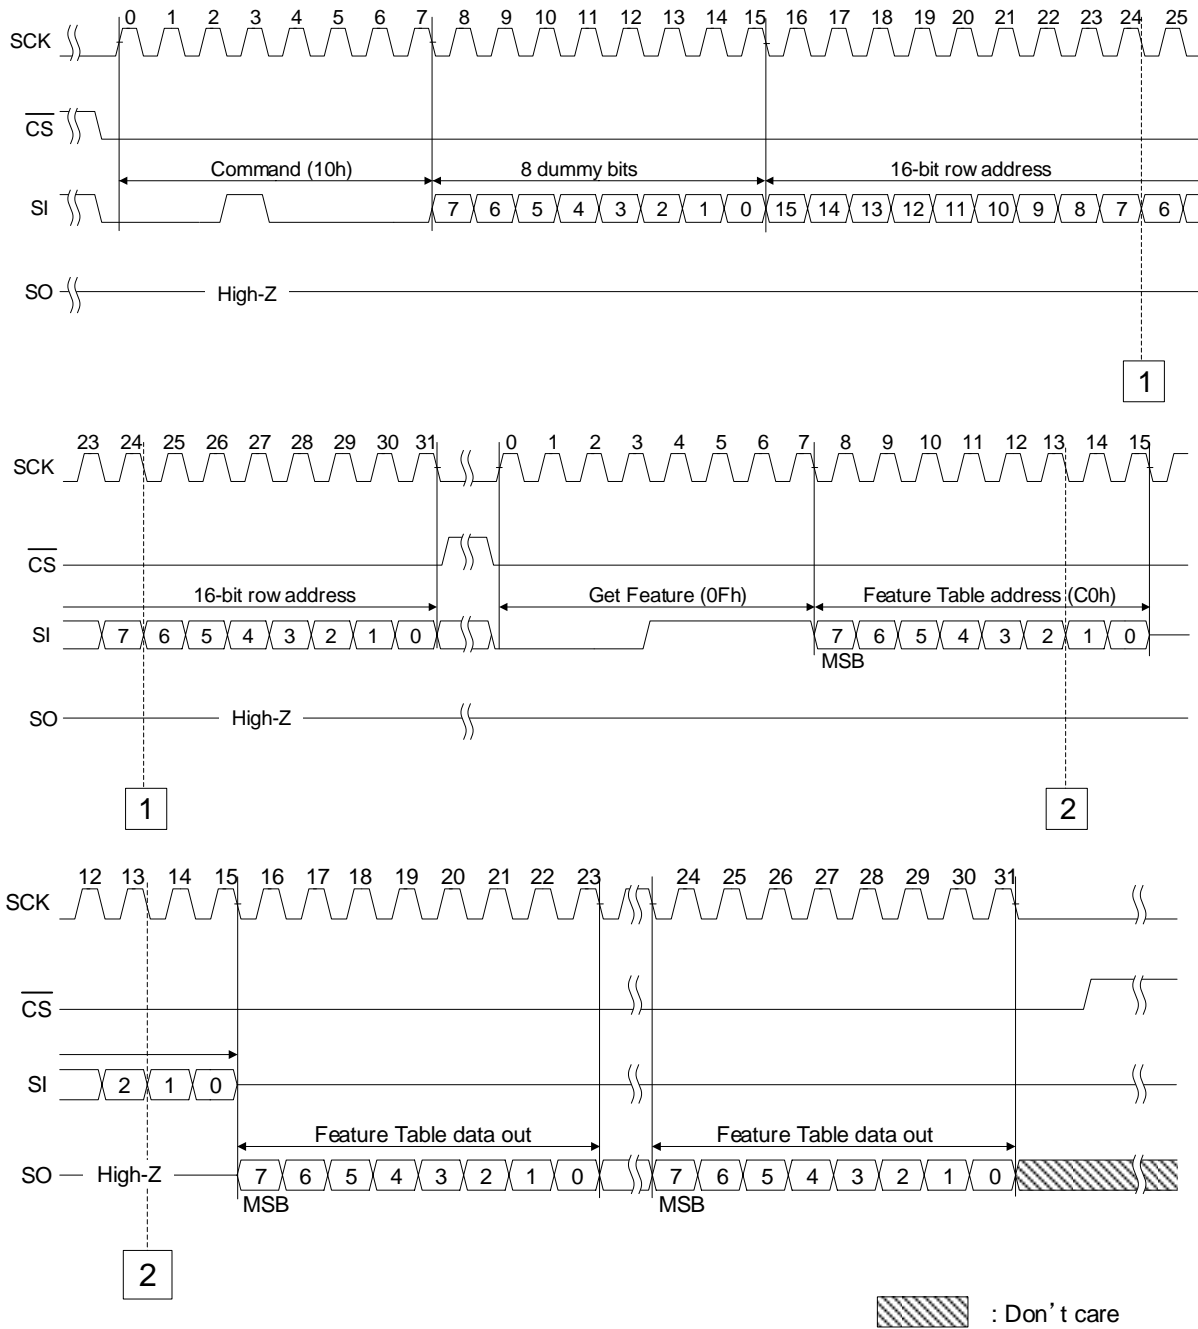 0 1 2 3 4 5 6 7 8 9 10 11 12 13 14 15 16 17 18 19 20 21 22 23 24 25
SCK
CS
Command (10h) 8 dummy bits 16-bit row address
SI 7 6 5 4 3 2 1 0 15 14 13 12 11 10 9 8 7 6
SO High-Z
1
23 24 25 26 27 28 29 30 31 0 1 2 3 4 5 6 7 8 9 10 11 12 13 14 15
SCK
CS
16-bit row address Get Feature (0Fh) Feature Table address (C0h)
SI 7 6 5 4 3 2 1 0 7 6 5 4 3 2 1 0
MSB
SO High-Z
1 2
12 13 14 15 16 17 18 19 20 21 22 23 24 25 26 27 28 29 30 31
SCK
CS
SI 2 1 0
Feature Table data out Feature Table data out
SO High-Z 7 6 5 4 3 2 1 0 7 6 5 4 3 2 1 0
MSB MSB
2
: Don’t care